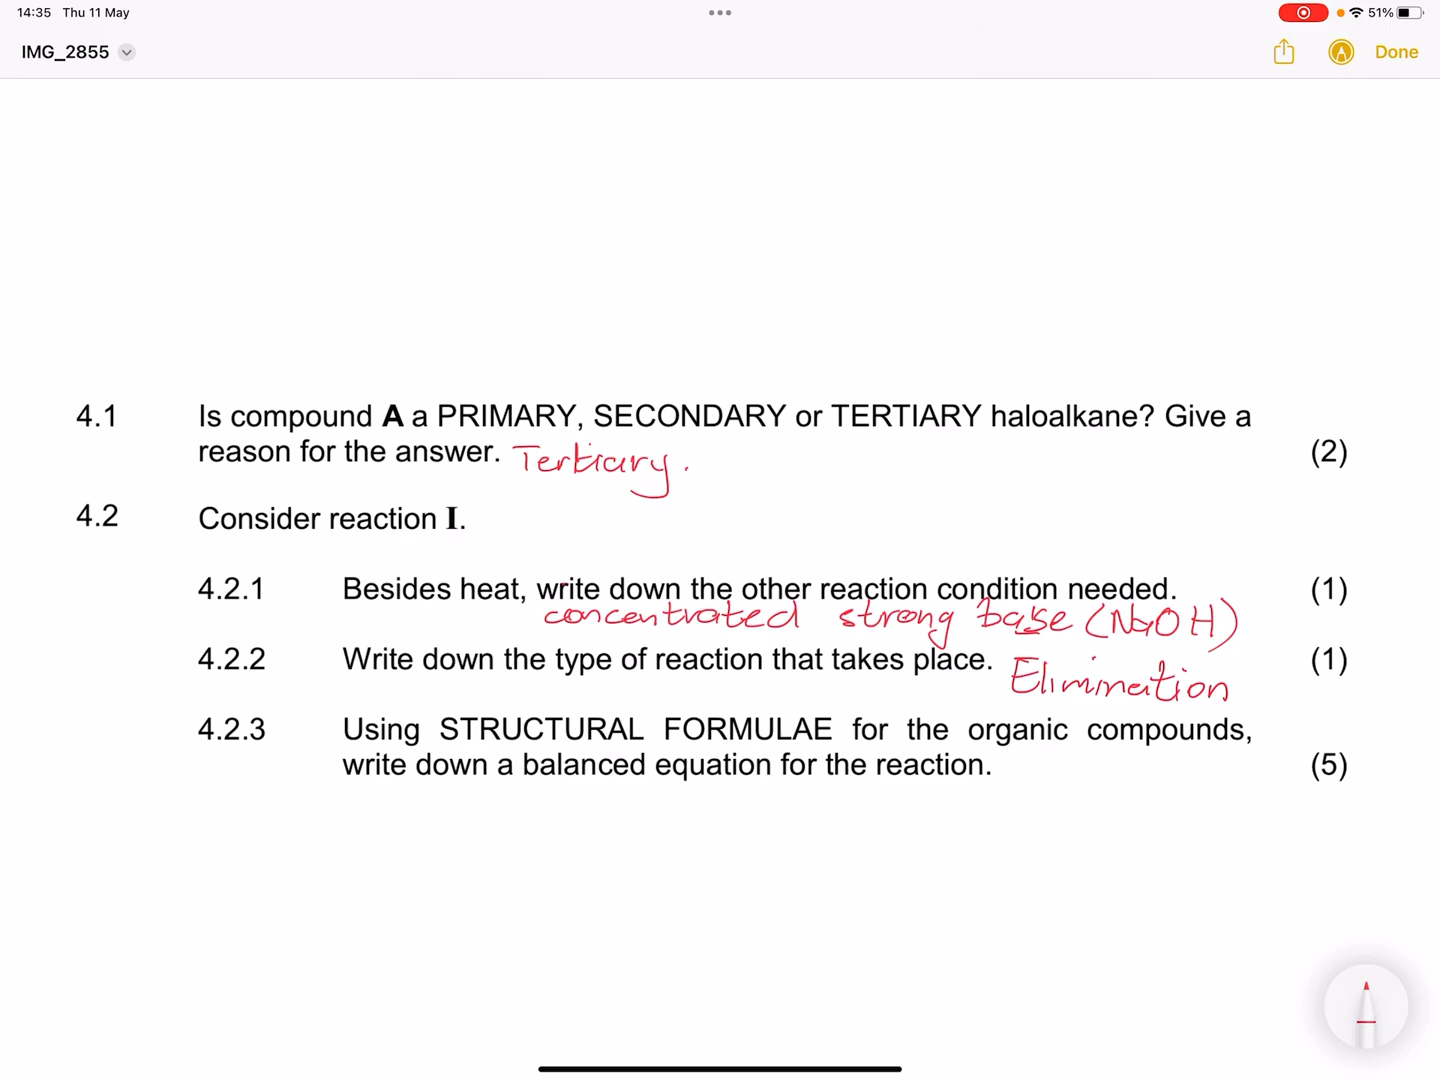 14:35 Thu 11 May
51%
IMG_2855
Done
4.1 Is compound A a PRIMARY, SECONDARY or TERTIARY haloalkane? Give a
reason for the answer. Tertiary. (2)
4.2 Consider reaction I.
4.2.1 Besides heat, write down the other reaction condition needed. (1)
concentrated strong base (NaOH)
4.2.2 Write down the type of reaction that takes place. (1)
Elimination
4.2.3 Using STRUCTURAL FORMULAE for the organic compounds,
write down a balanced equation for the reaction. (5)